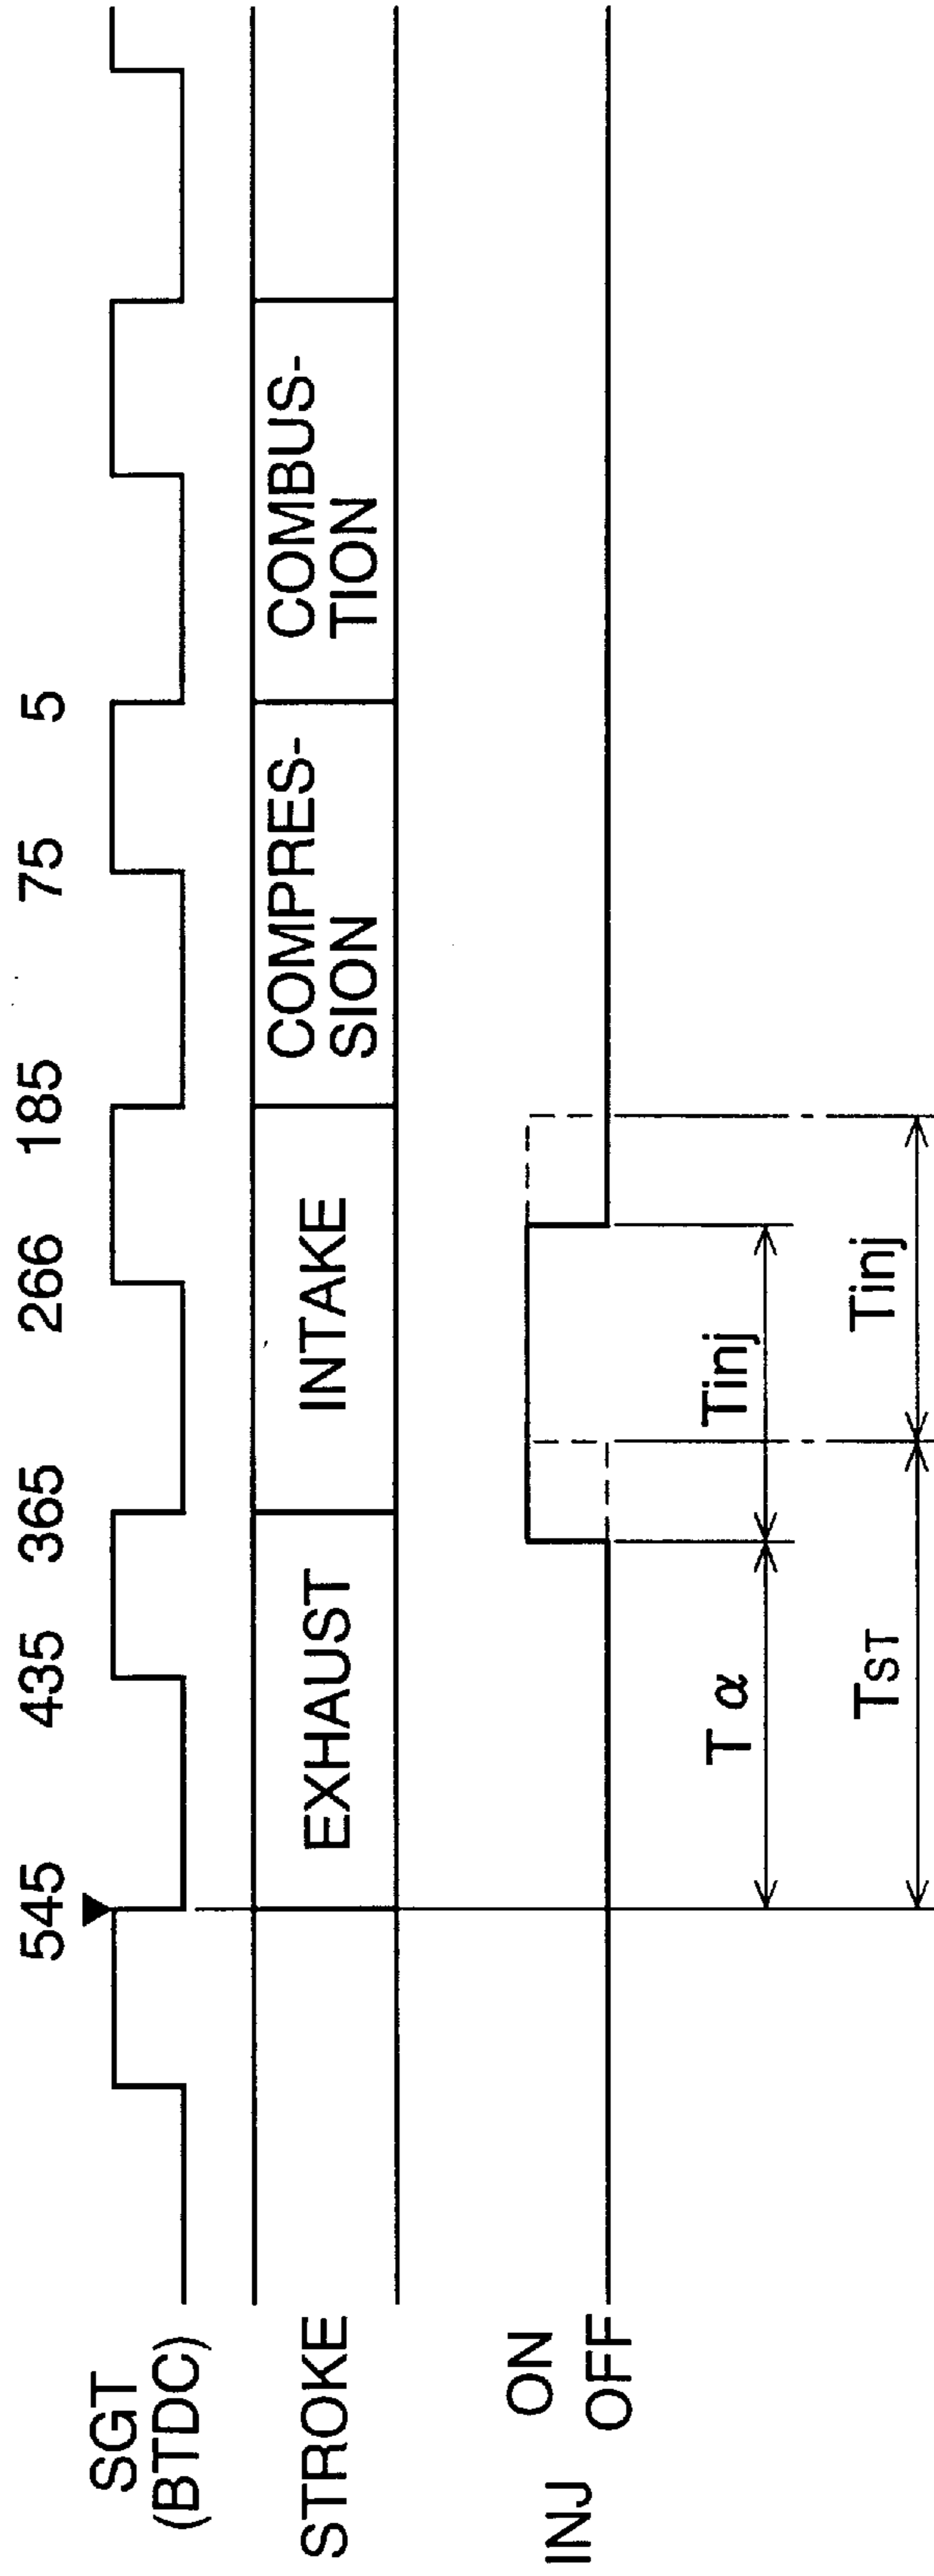 SGT
(BTDC)
545 435 365 266 185 75 5
STROKE
EXHAUST
INTAKE
COMPRES-
SION
COMBUS-
TION
INJ
ON
OFF
T α
Tinj
TST
Tinj